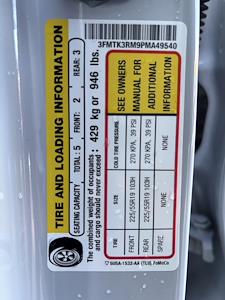 3FMTK3RM9PMA49540
TIRE AND LOADING INFORMATION
SEATING CAPACITY TOTAL: 5 FRONT: 2 REAR: 3
The combined weight of occupants
and cargo should never exceed: 429 kg or 946 lbs.
TIRE SIZE COLD TIRE PRESSURE
FRONT 225/55R19 103H 270 KPA, 39 PSI
REAR 225/55R19 103H 270 KPA, 39 PSI
SPARE NONE NONE
SEE OWNERS
MANUAL FOR
ADDITIONAL
INFORMATION